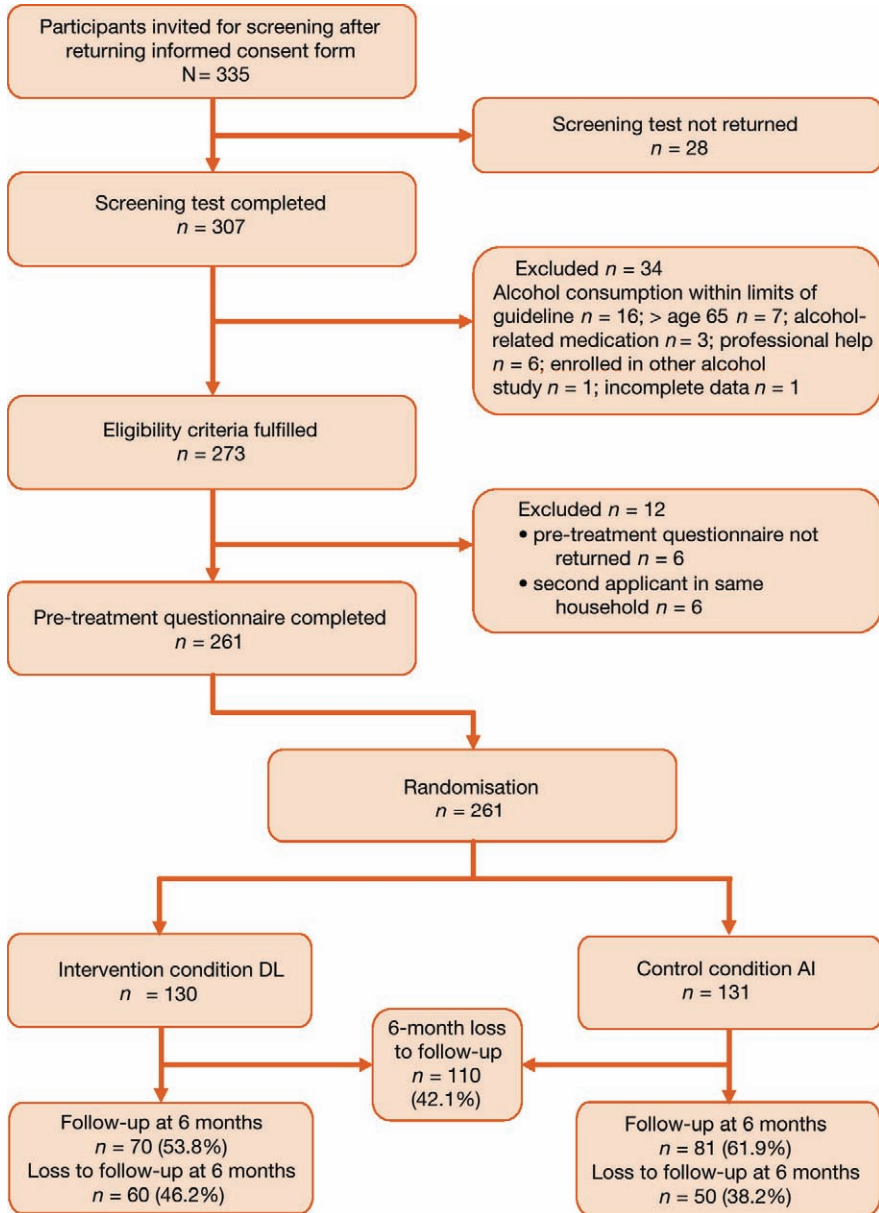 Participants invited for screening after
returning informed consent form
N = 335
Screening test not returned
n = 28
Screening test completed
n = 307
Excluded n = 34
Alcohol consumption within limits of
guideline n = 16; > age 65 n = 7; alcohol-
related medication n = 3; professional help
n = 6; enrolled in other alcohol
study n = 1; incomplete data n = 1
Eligibility criteria fulfilled
n = 273
Excluded n = 12
• pre-treatment questionnaire not
returned n = 6
• second applicant in same
household n = 6
Pre-treatment questionnaire completed
n = 261
Randomisation
n = 261
Intervention condition DL
n = 130
Control condition AI
n = 131
6-month loss
to follow-up
n = 110
(42.1%)
Follow-up at 6 months
n = 70 (53.8%)
Loss to follow-up at 6 months
n = 60 (46.2%)
Follow-up at 6 months
n = 81 (61.9%)
Loss to follow-up at 6 months
n = 50 (38.2%)